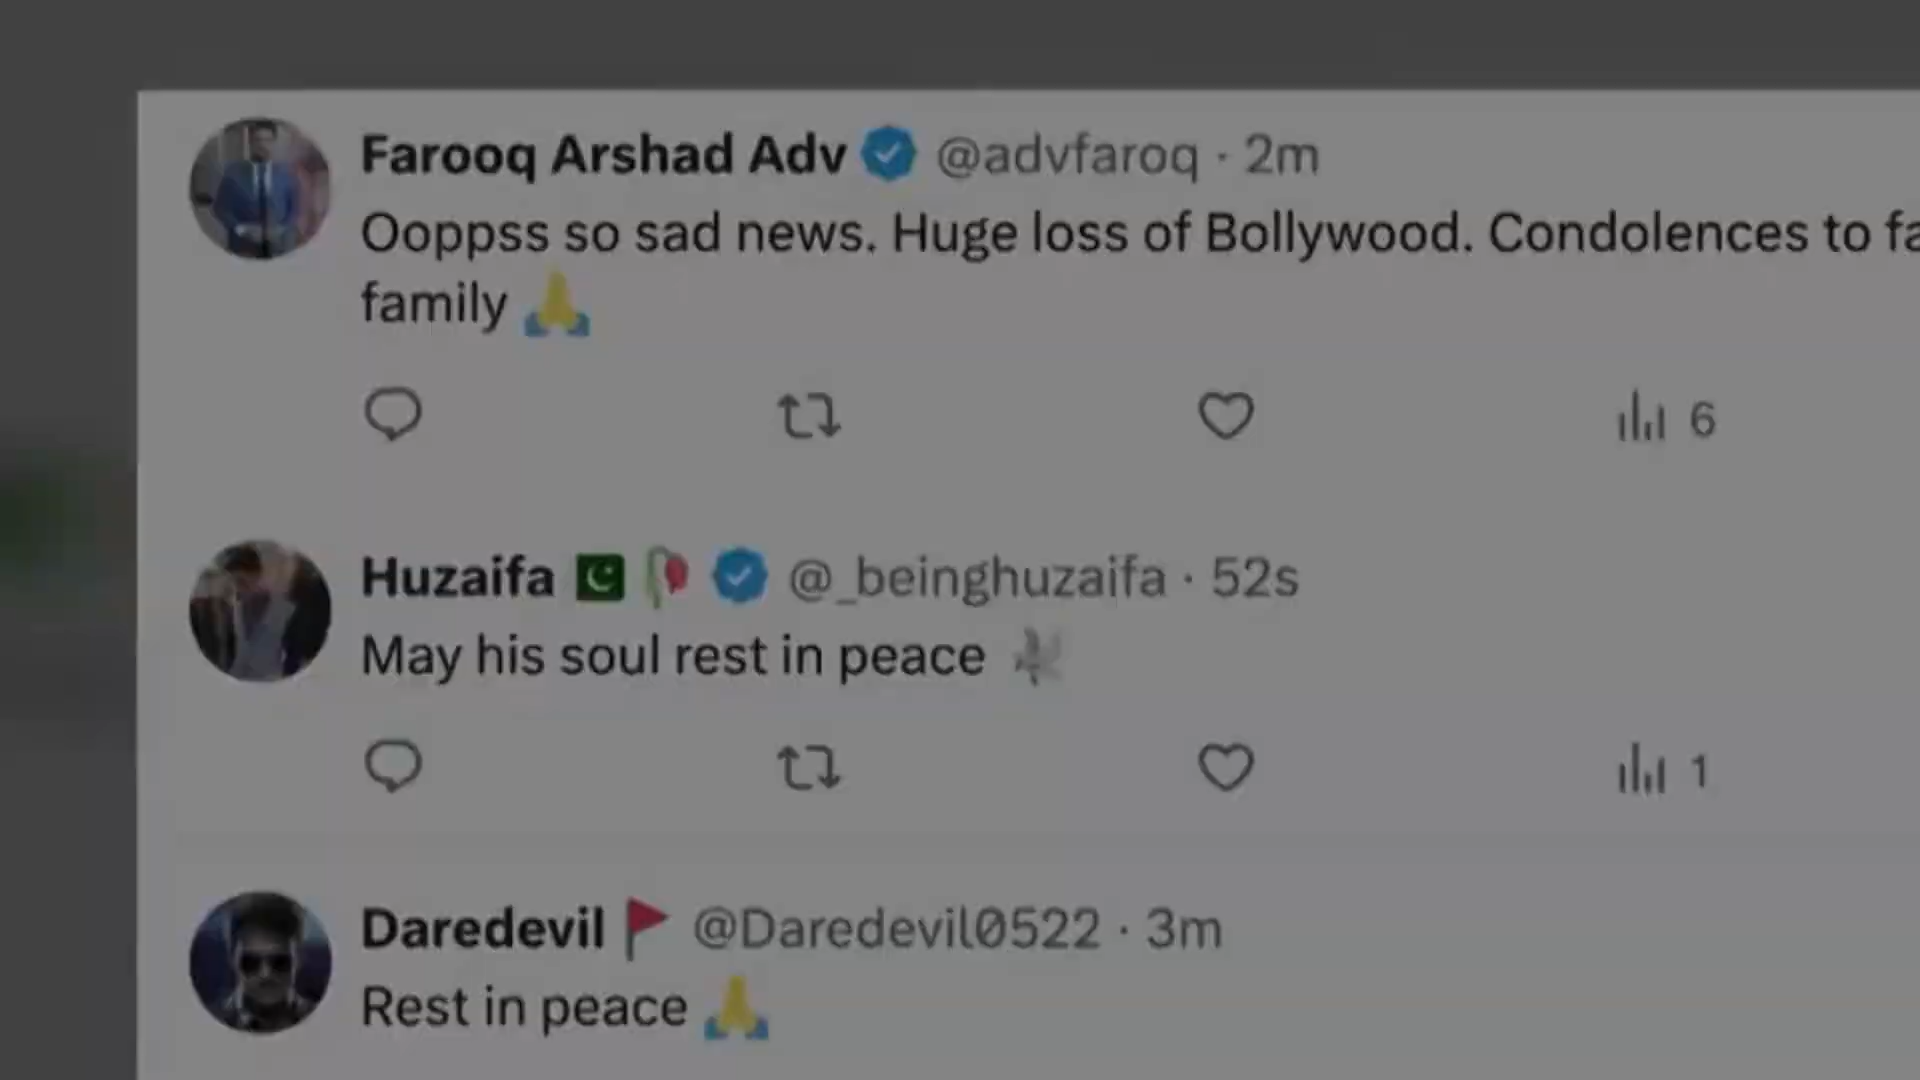 Farooq Arshad Adv @advfaroq · 2m
Ooppss so sad news. Huge loss of Bollywood. Condolences to
family 🙏
6
Huzaifa 🇵🇰🥀 @_beinghuzaifa · 52s
May his soul rest in peace 🕊
1
Daredevil 🚩 @Daredevil0522 · 3m
Rest in peace 🙏